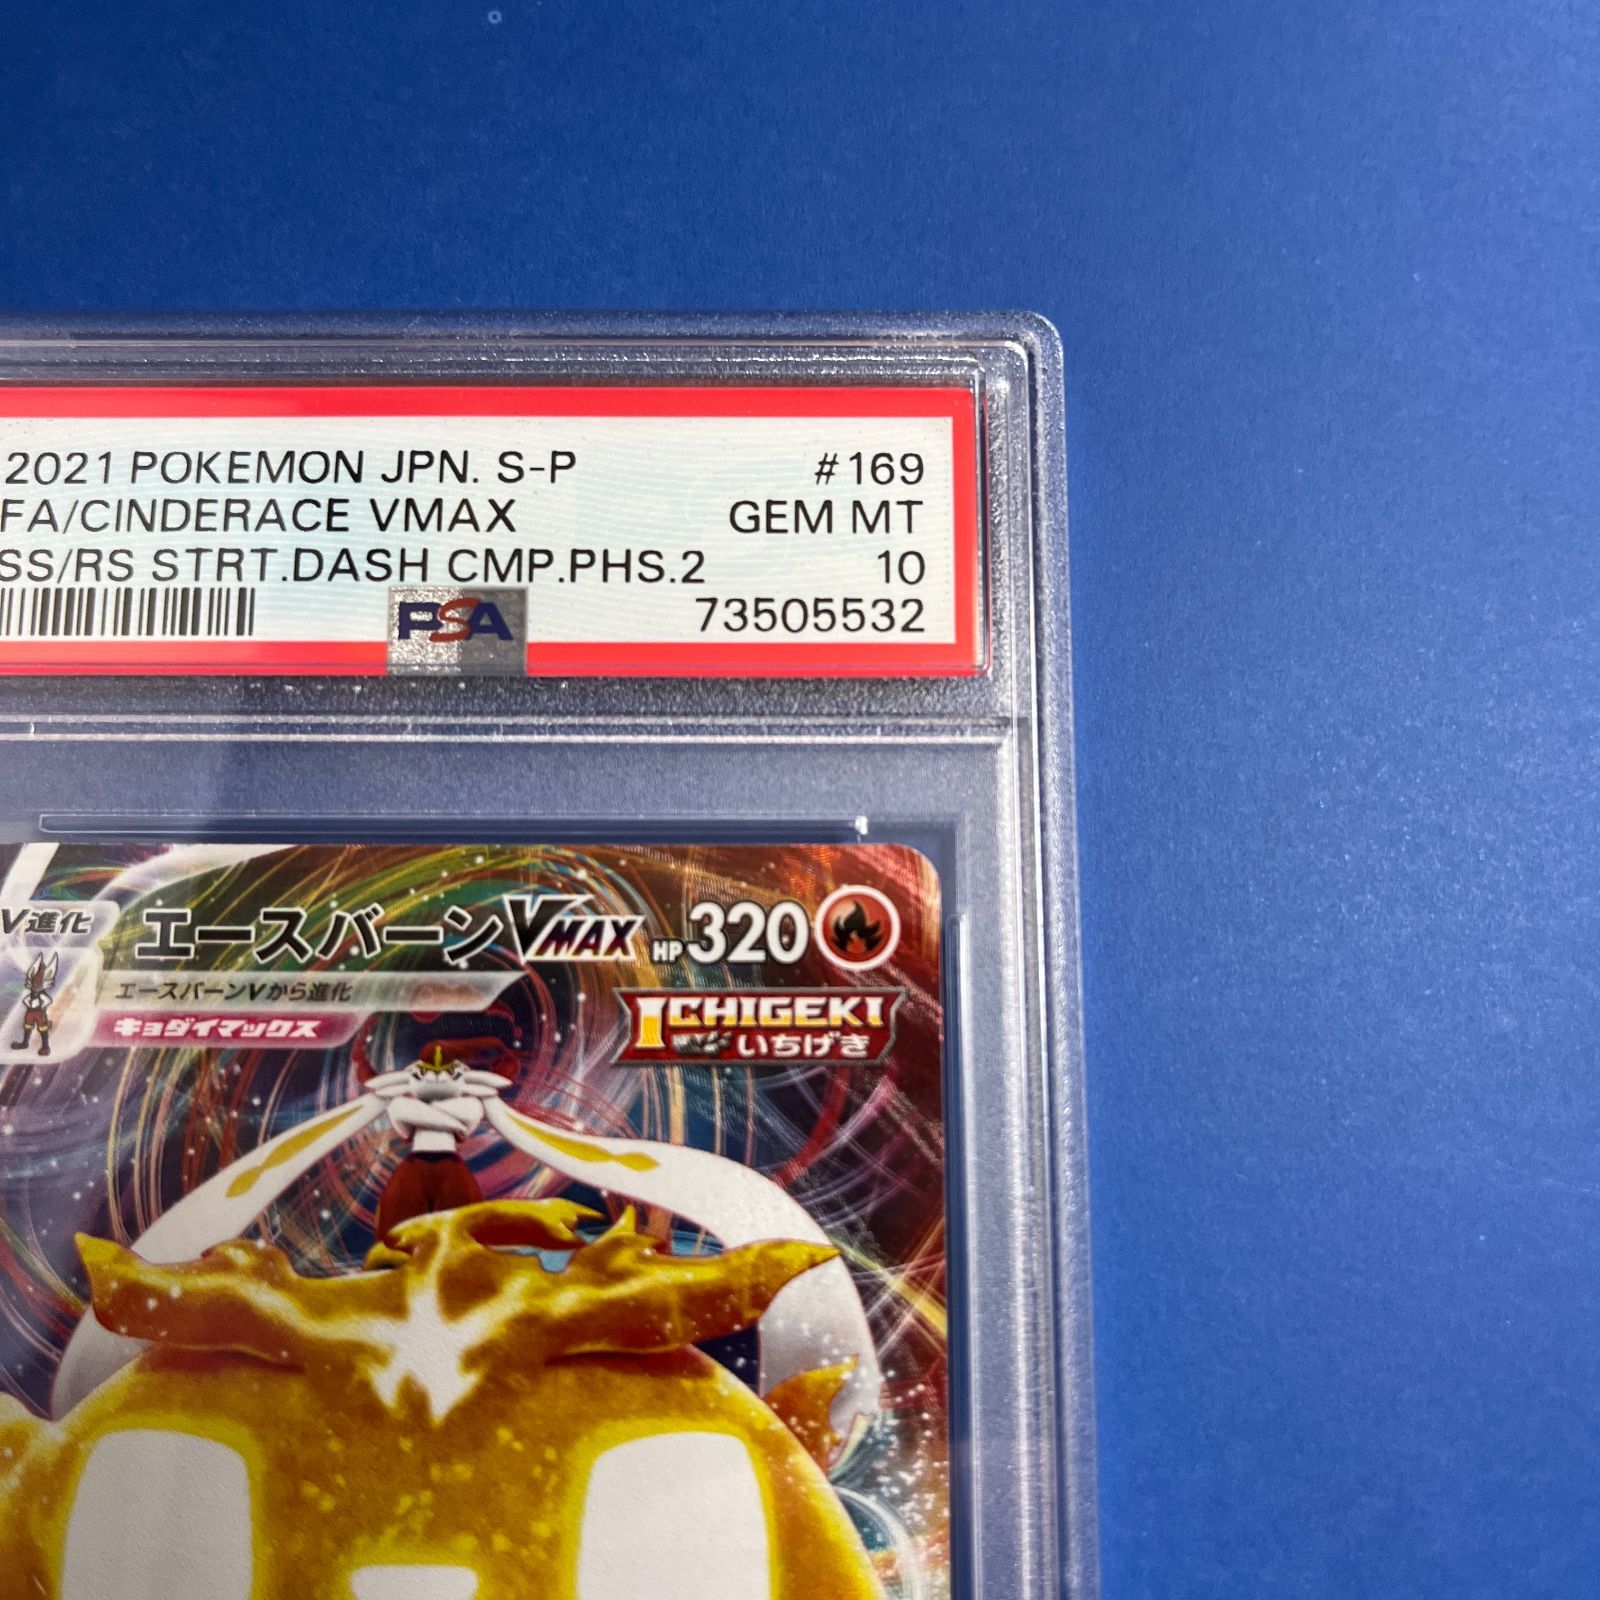 2021 POKEMON JPN. S-P #169
FA/CINDERACE VMAX GEM MT
SS/RS STRT.DASH CMP.PHS.2 10
PSA 73505532
V進化 エースバーンVMAX HP320
エースバーンVから進化
キョダイマックス
ICHIGEKI
いちげき